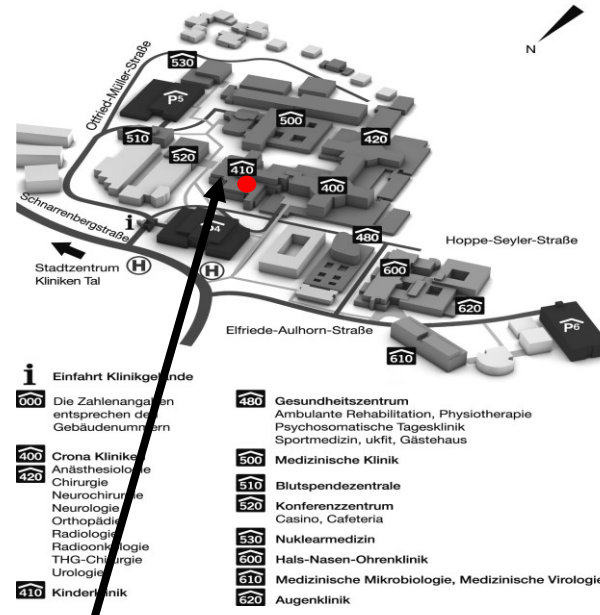 N
530
Otfried-Müller-Straße
P5
500
510
420
520
410
400
i
P4
Schnarrenbergstraße
480
Hoppe-Seyler-Straße
H
H
Stadtzentrum
Kliniken Tal
600
620
P6
Elfriede-Aulhorn-Straße
610
i Einfahrt Klinikgelände
000 Die Zahlenangaben
entsprechen den
Gebäudenummern
400 Crona Kliniken
420 Anästhesiologie
Chirurgie
Neurochirurgie
Neurologie
Orthopädie
Radiologie
Radioonkologie
THG-Chirurgie
Urologie
410 Kinderklinik
480 Gesundheitszentrum
Ambulante Rehabilitation, Physiotherapie
Psychosomatische Tagesklinik
Sportmedizin, ukfit, Gästehaus
500 Medizinische Klinik
510 Blutspendezentrale
520 Konferenzzentrum
Casino, Cafeteria
530 Nuklearmedizin
600 Hals-Nasen-Ohrenklinik
610 Medizinische Mikrobiologie, Medizinische Virologie
620 Augenklinik